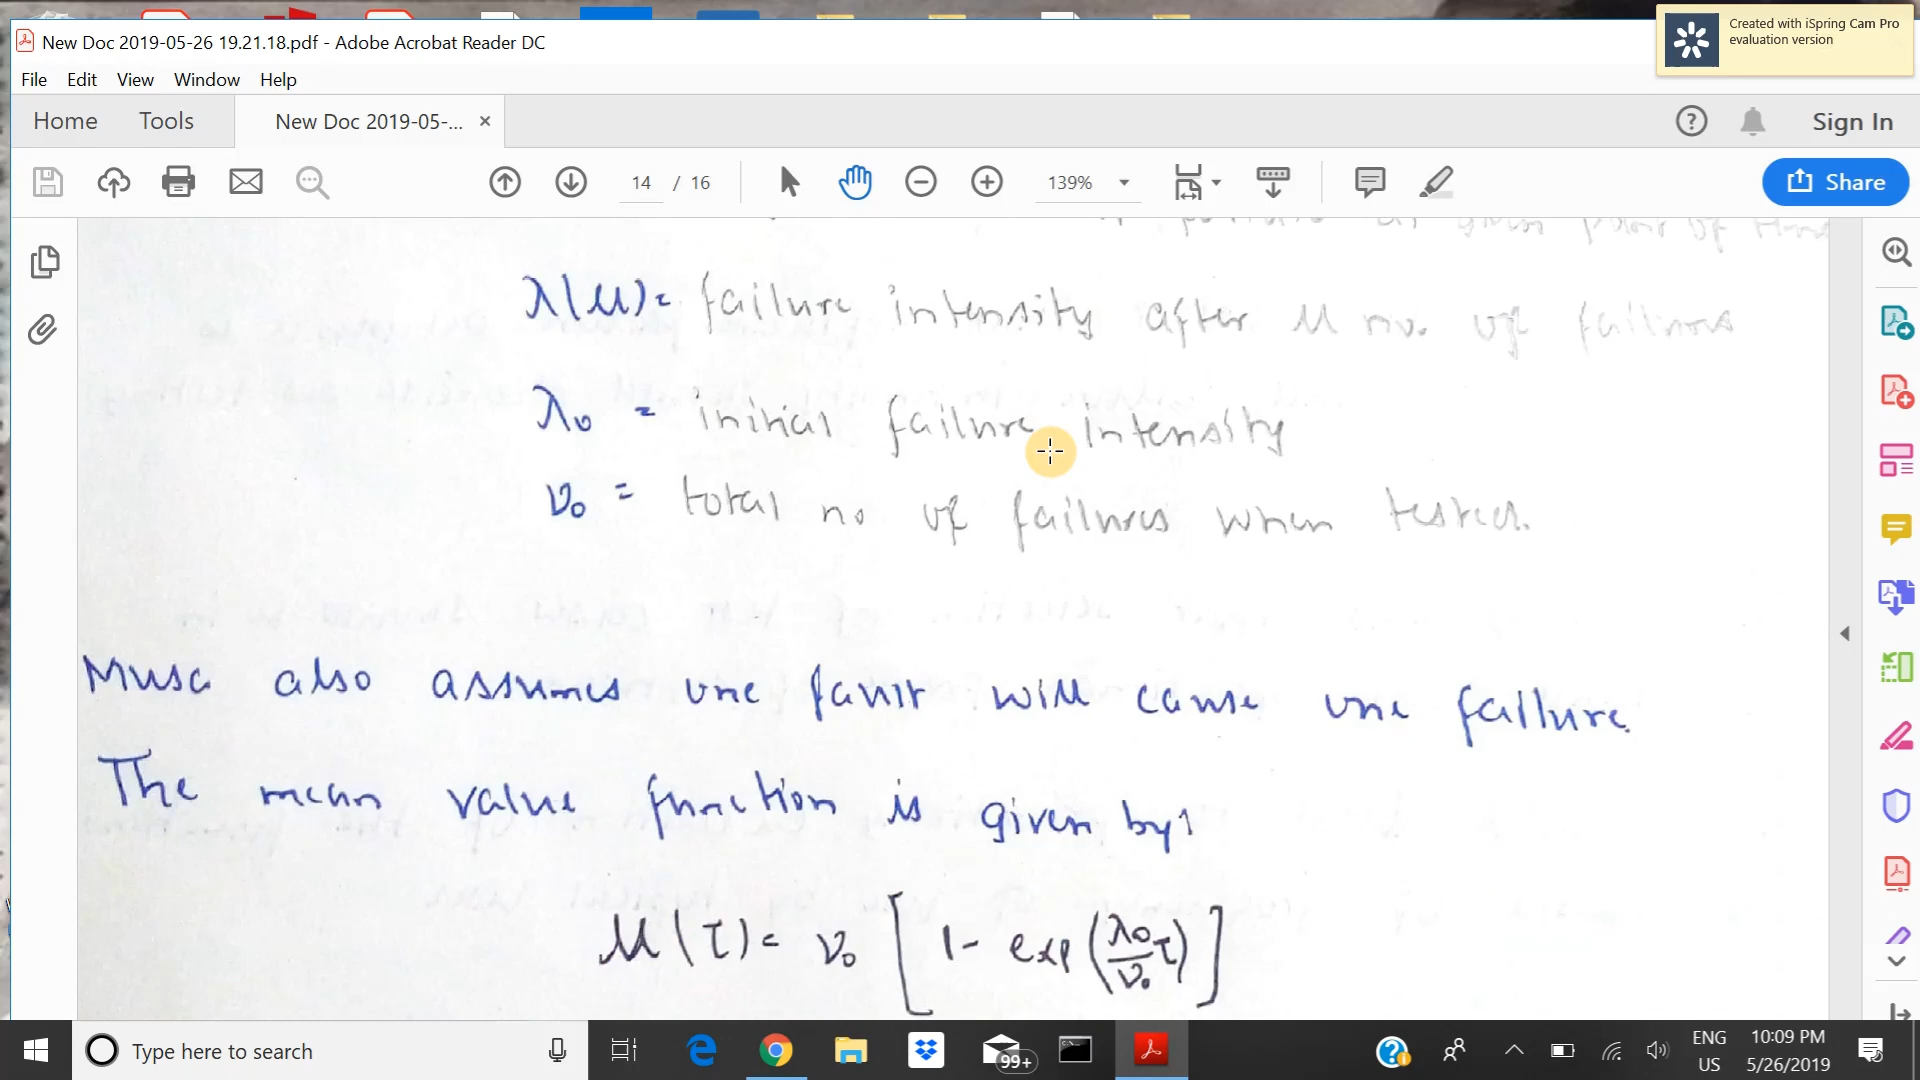 Created with iSpring Cam Pro
evaluation version
New Doc 2019-05-26 19.21.18.pdf - Adobe Acrobat Reader DC
File Edit View Window Help
Home Tools New Doc 2019-05-... × Sign In
14 / 16 139% Share
λ(μ) = failure intensity after μ no. of failures
λ₀ = initial failure intensity
ν₀ = total no of failures when tested.
Musa also assumes one fault will cause one failure.
The mean value function is given by:
μ(τ) = ν₀ [1 - exp(λ₀/ν₀ τ)]
Type here to search
99+
ENG
US
10:09 PM
5/26/2019